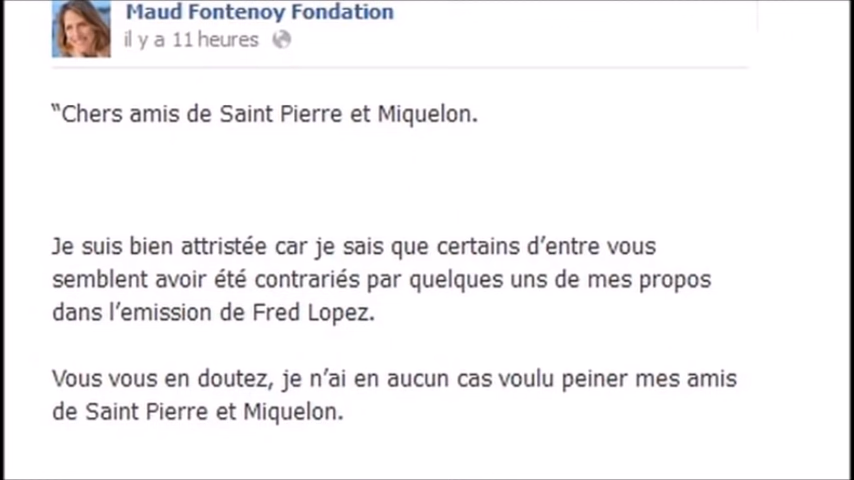 Maud Fontenoy Fondation
il y a 11 heures
“Chers amis de Saint Pierre et Miquelon.
Je suis bien attristée car je sais que certains d’entre vous
semblent avoir été contrariés par quelques uns de mes propos
dans l’emission de Fred Lopez.
Vous vous en doutez, je n’ai en aucun cas voulu peiner mes amis
de Saint Pierre et Miquelon.